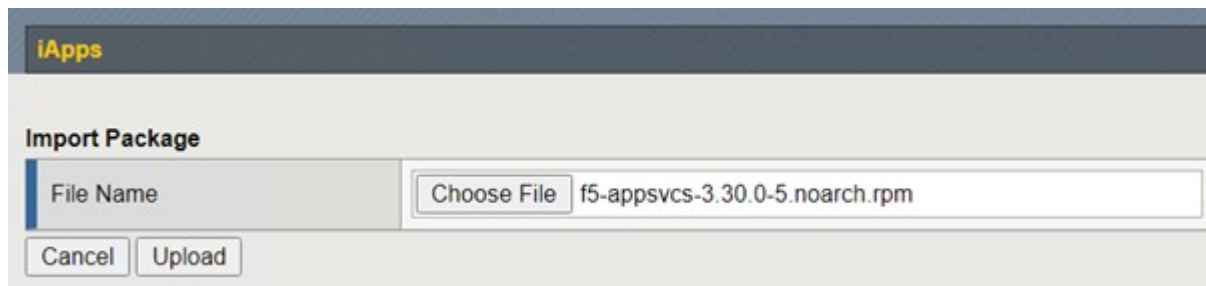 iApps
Import Package
File Name Choose File f5-appsvcs-3.30.0-5.noarch.rpm
Cancel Upload